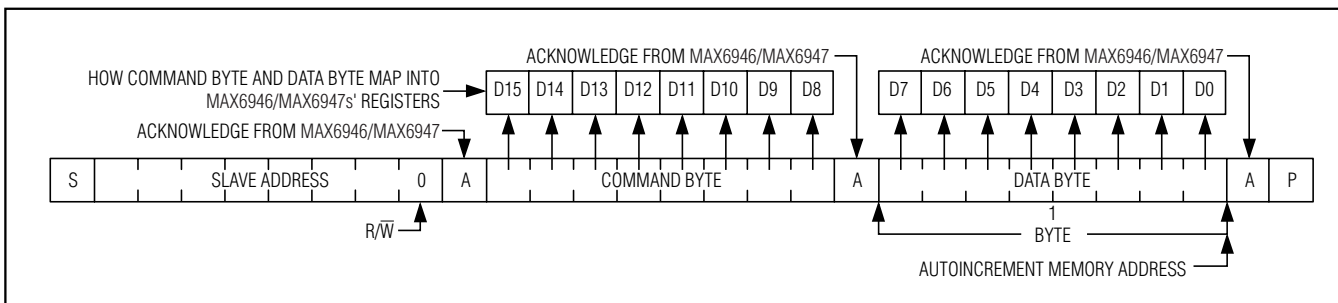 ACKNOWLEDGE FROM MAX6946/MAX6947
ACKNOWLEDGE FROM MAX6946/MAX6947
HOW COMMAND BYTE AND DATA BYTE MAP INTO
MAX6946/MAX6947s' REGISTERS
D15 D14 D13 D12 D11 D10 D9 D8
D7 D6 D5 D4 D3 D2 D1 D0
ACKNOWLEDGE FROM MAX6946/MAX6947
S SLAVE ADDRESS 0 A COMMAND BYTE A DATA BYTE A P
R/W̅
1
BYTE
AUTOINCREMENT MEMORY ADDRESS